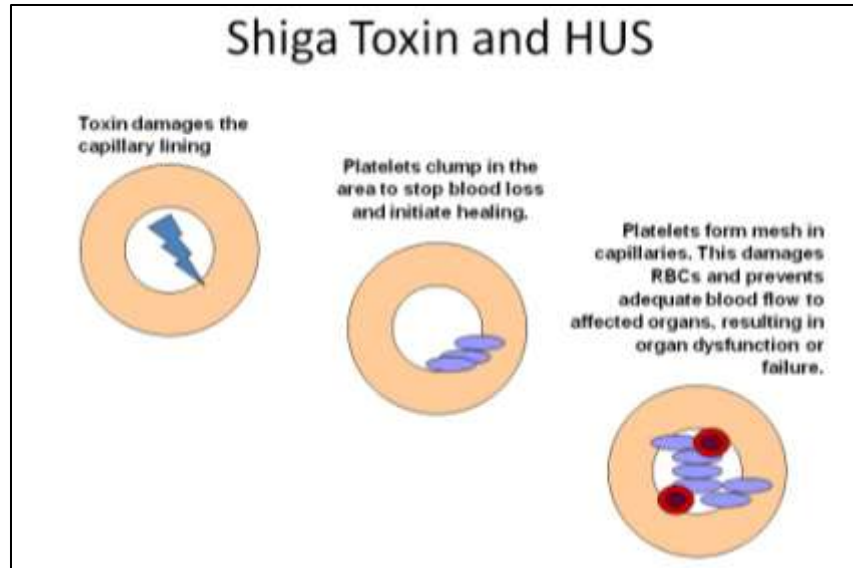 Shiga Toxin and HUS
Toxin damages the
capillary lining
Platelets clump in the
area to stop blood loss
and initiate healing.
Platelets form mesh in
capillaries. This damages
RBCs and prevents
adequate blood flow to
affected organs, resulting in
organ dysfunction or
failure.